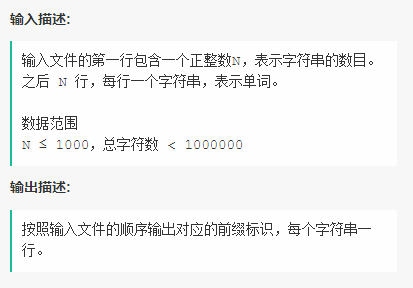 输入描述:
输入文件的第一行包含一个正整数N，表示字符串的数目。
之后 N 行，每行一个字符串，表示单词。
数据范围
N ≤ 1000，总字符数 < 1000000
输出描述:
按照输入文件的顺序输出对应的前缀标识，每个字符串一
行。